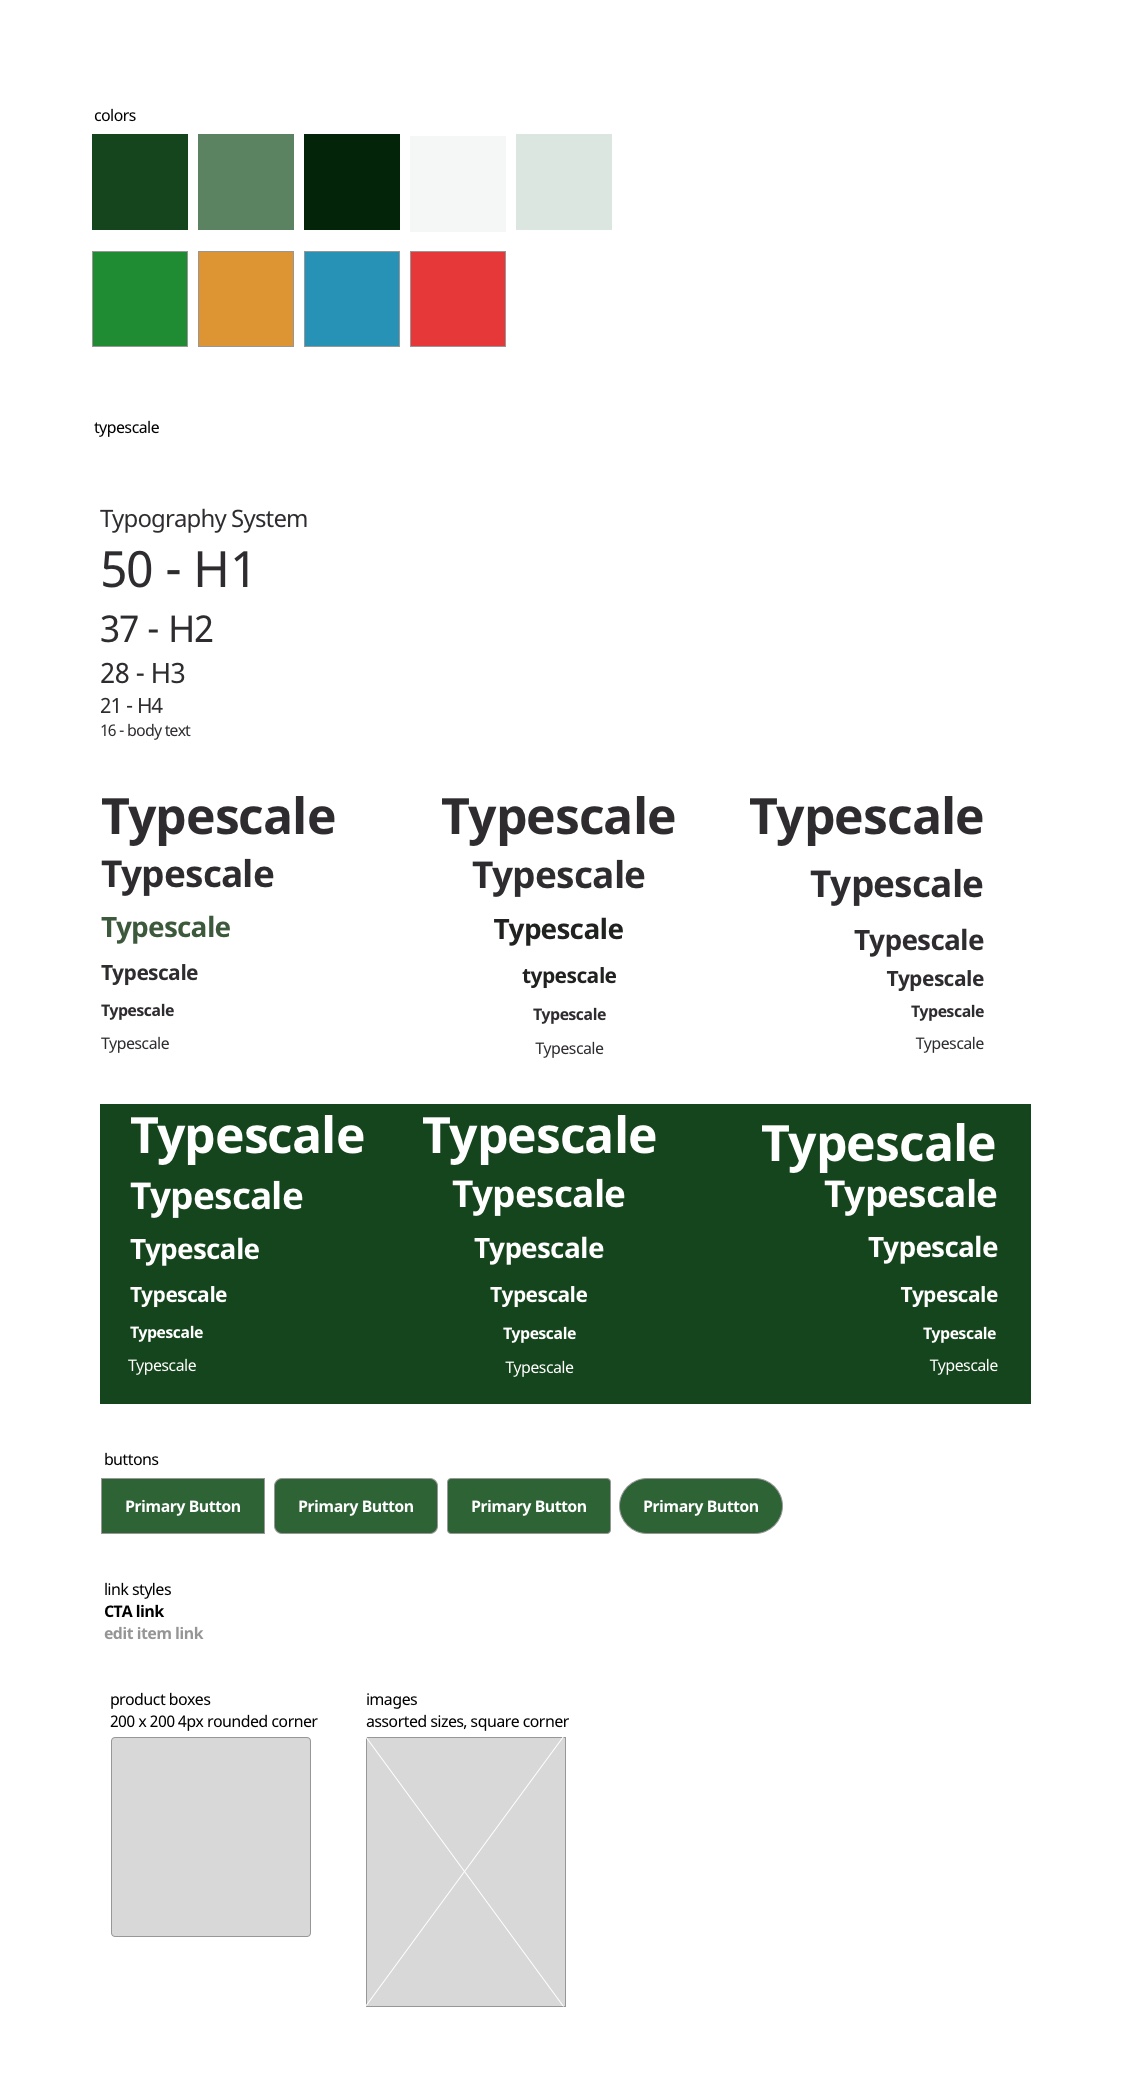 colors
typescale
Typography System
50 - H1
37 - H2
28 - H3
21 - H4
16 - body text
Typescale Typescale Typescale
Typescale Typescale Typescale
Typescale Typescale Typescale
Typescale typescale Typescale
Typescale Typescale Typescale
Typescale Typescale Typescale
Typescale Typescale Typescale
Typescale Typescale Typescale
Typescale Typescale Typescale
Typescale Typescale Typescale
Typescale Typescale Typescale
Typescale Typescale Typescale
buttons
Primary Button Primary Button Primary Button Primary Button
link styles
CTA link
edit item link
product boxes
200 x 200 4px rounded corner
images
assorted sizes, square corner